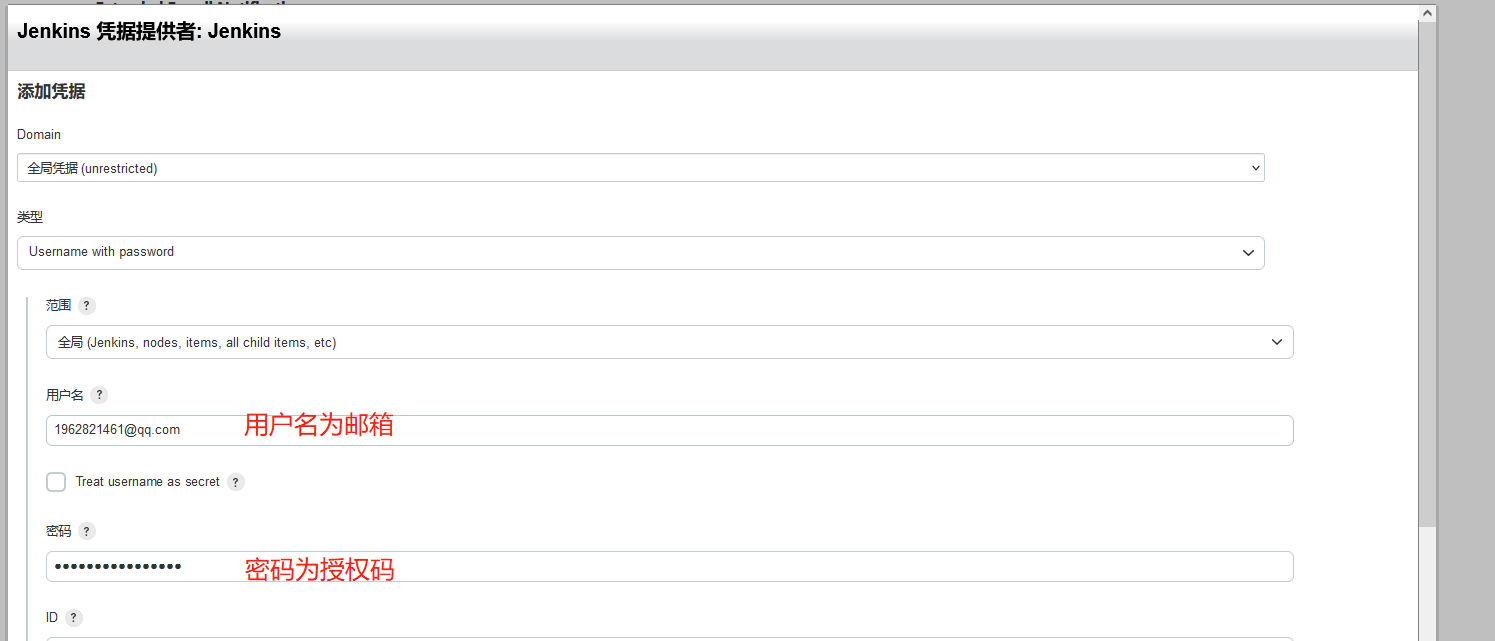 Jenkins 凭据提供者: Jenkins
添加凭据
Domain
全局凭据 (unrestricted)
类型
Username with password
范围 ?
全局 (Jenkins, nodes, items, all child items, etc)
用户名 ?
1962821461@qq.com 用户名为邮箱
Treat username as secret ?
密码 ?
•••••••••••••••• 密码为授权码
ID ?